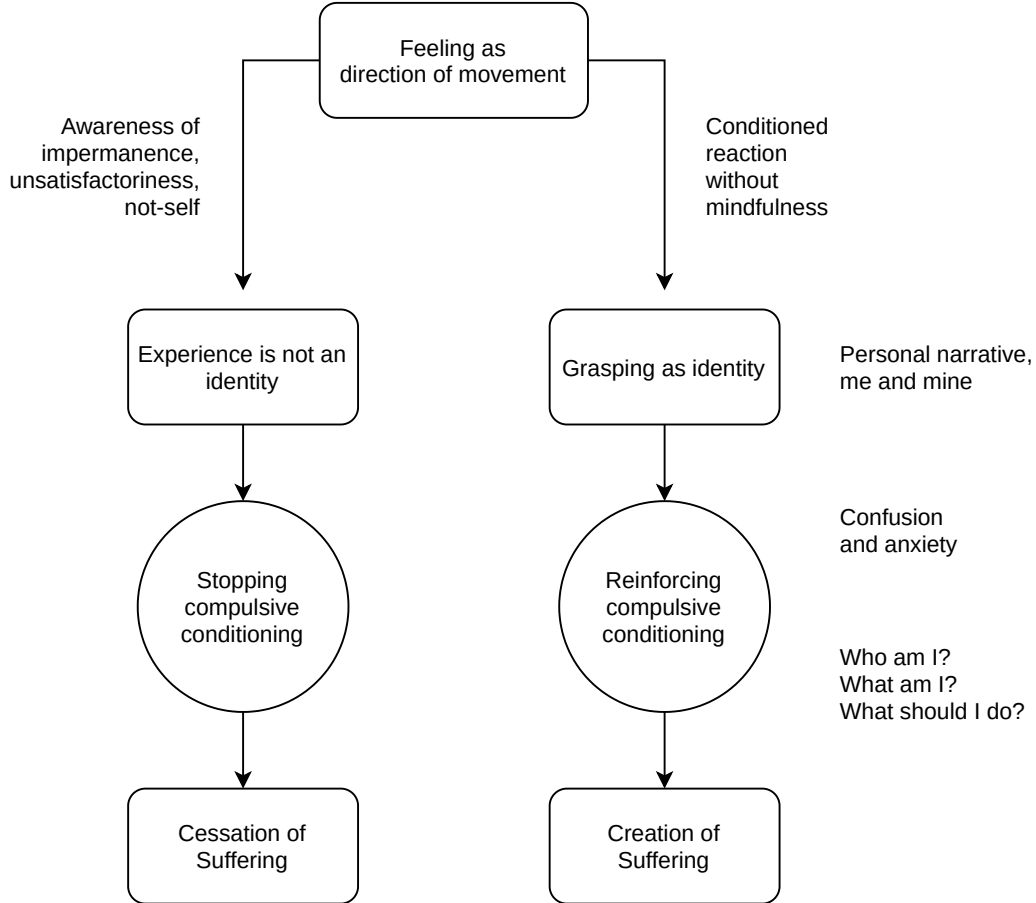 Feeling as
direction of movement
Awareness of
impermanence,
unsatisfactoriness,
not-self
Conditioned
reaction
without
mindfulness
Experience is not an
identity
Grasping as identity
Personal narrative,
me and mine
Stopping
compulsive
conditioning
Reinforcing
compulsive
conditioning
Confusion
and anxiety
Who am I?
What am I?
What should I do?
Cessation of
Suffering
Creation of
Suffering